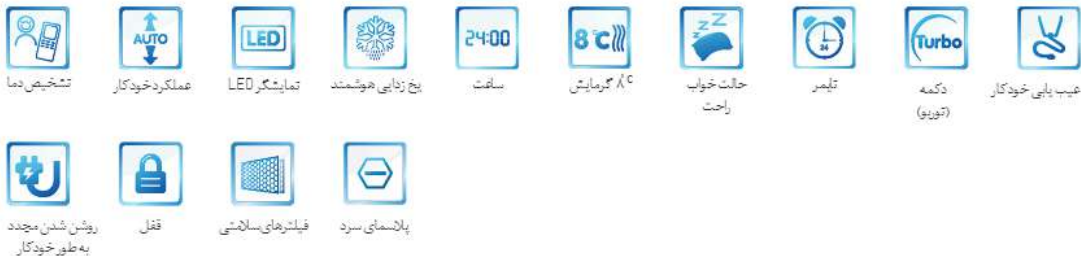 AUTO
LED
24:00
8°C
zZZ
24
Turbo
تشخیص دما
عملکرد خودکار
نمایشگر LED
یخ زدایی هوشمند
ساعت
۸°C گرمایش
حالت خواب
راحت
تایمر
دکمه
(توربو)
عیب یابی خودکار
روشن شدن مجدد
به طور خودکار
قفل
فیلترهای سلامتی
پلاسمای سرد